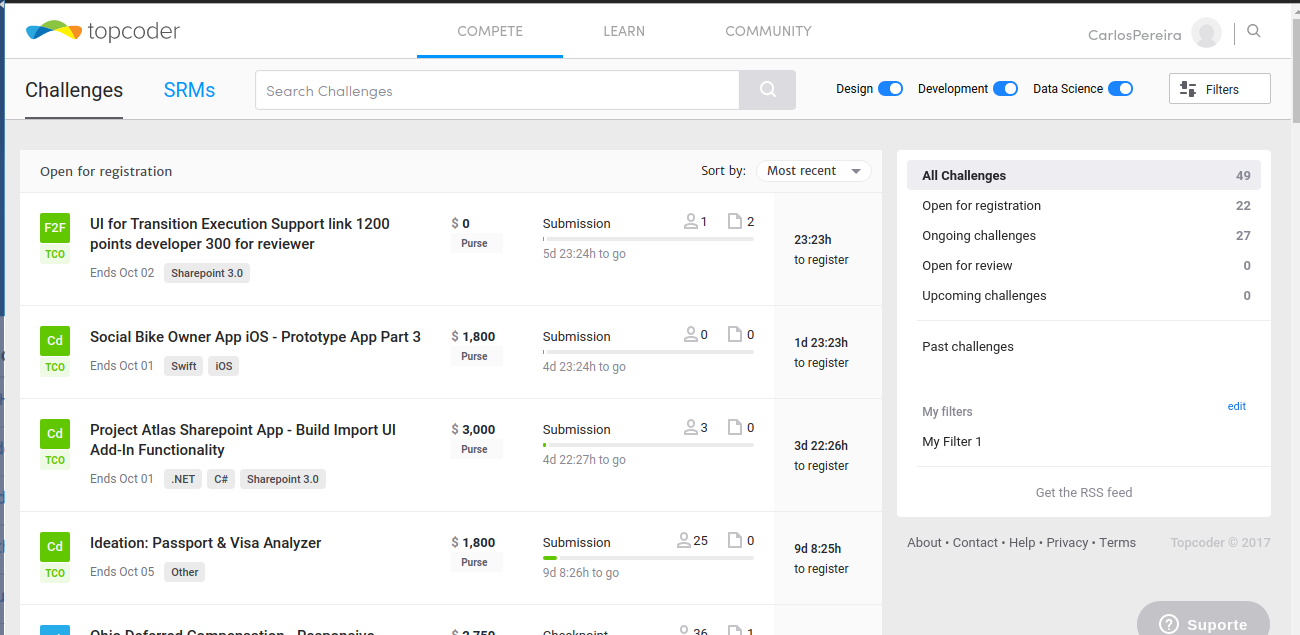 topcoder
COMPETE LEARN COMMUNITY
CarlosPereira
Challenges SRMs
Search Challenges
Design Development Data Science
Filters
Open for registration
Sort by: Most recent
F2F
TCO
UI for Transition Execution Support link 1200
points developer 300 for reviewer
Ends Oct 02 Sharepoint 3.0
$ 0
Purse
Submission 1 2
5d 23:24h to go
23:23h
to register
Cd
TCO
Social Bike Owner App iOS - Prototype App Part 3
Ends Oct 01 Swift iOS
$ 1,800
Purse
Submission 0 0
4d 23:24h to go
1d 23:23h
to register
Cd
TCO
Project Atlas Sharepoint App - Build Import UI
Add-In Functionality
Ends Oct 01 .NET C# Sharepoint 3.0
$ 3,000
Purse
Submission 3 0
4d 22:27h to go
3d 22:26h
to register
Cd
TCO
Ideation: Passport & Visa Analyzer
Ends Oct 05 Other
$ 1,800
Purse
Submission 25 0
9d 8:26h to go
9d 8:25h
to register
Ohio Deferred Compensation - Responsive
$ 2,750
Checkpoint 36 1
All Challenges 49
Open for registration 22
Ongoing challenges 27
Open for review 0
Upcoming challenges 0
Past challenges
My filters edit
My Filter 1
Get the RSS feed
About • Contact • Help • Privacy • Terms Topcoder © 2017
? Suporte